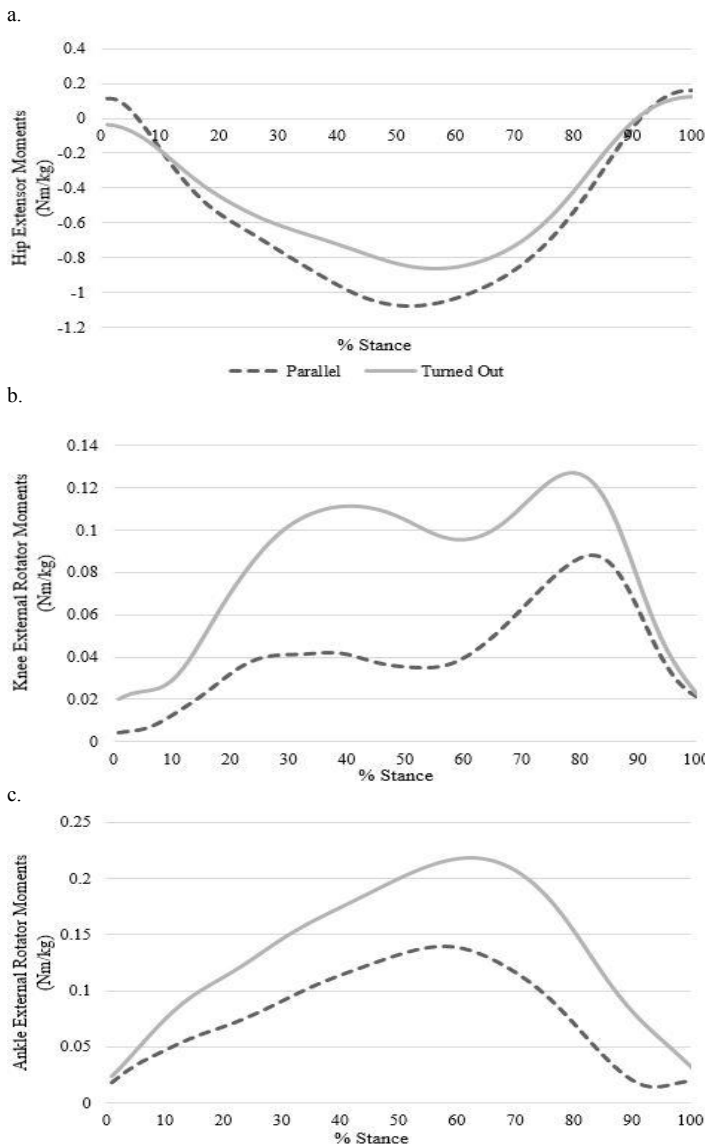 a.
0.4
0.2
0
-0.2
-0.4
-0.6
-0.8
-1
-1.2
Hip Extensor Moments
(Nm/kg)
0 10 20 30 40 50 60 70 80 90 100
% Stance
Parallel Turned Out
b.
0.14
0.12
0.1
0.08
0.06
0.04
0.02
0
Knee External Rotator Moments
(Nm/kg)
0 10 20 30 40 50 60 70 80 90 100
% Stance
c.
0.25
0.2
0.15
0.1
0.05
0
Ankle External Rotator Moments
(Nm/kg)
0 10 20 30 40 50 60 70 80 90 100
% Stance